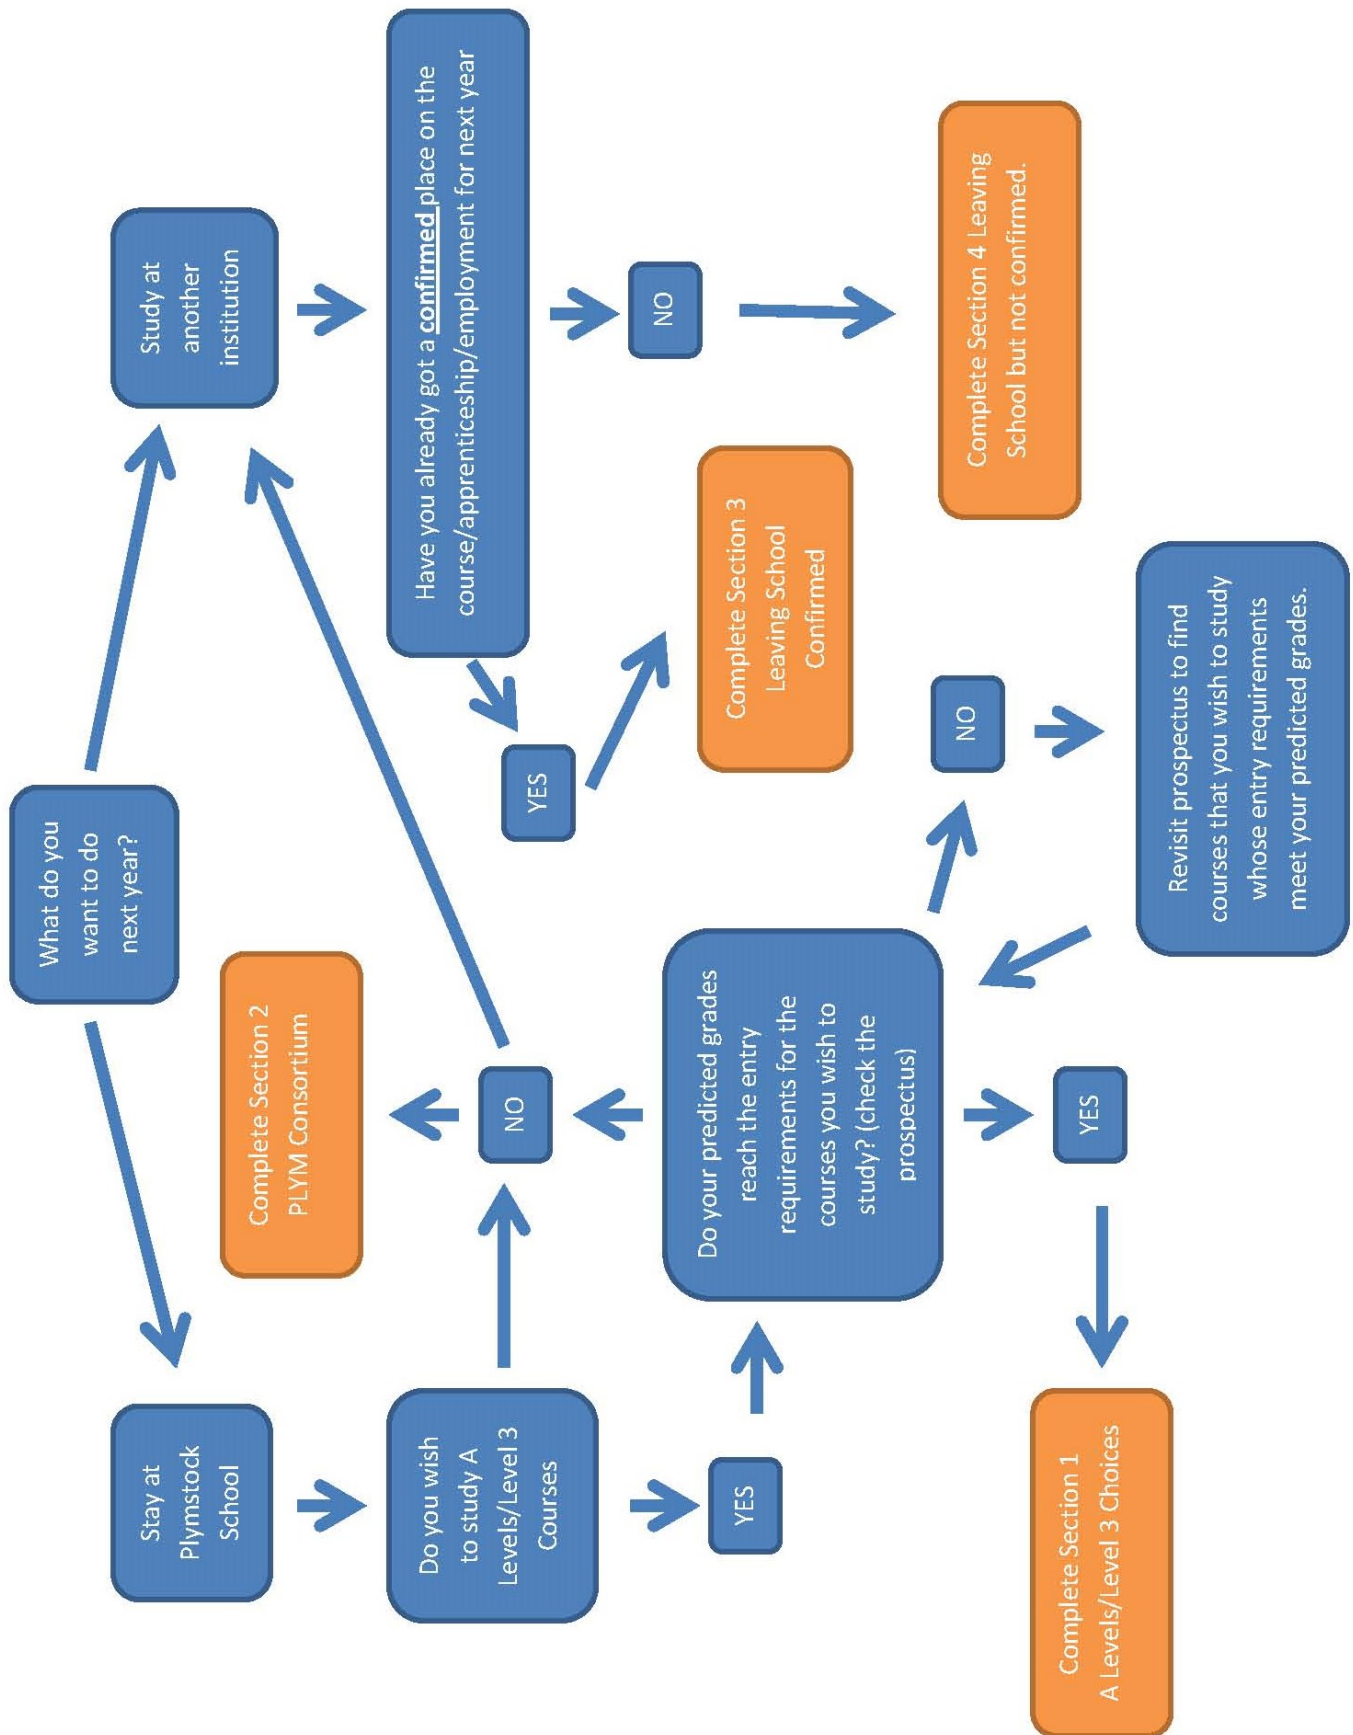 What do you
want to do
next year?
Stay at
Plymstock
School
Study at
another
institution
Do you wish
to study A
Levels/Level 3
Courses
Complete Section 2
PLYM Consortium
Have you already got a confirmed place on the
course/apprenticeship/employment for next year
NO
YES
NO
YES
Do your predicted grades
reach the entry
requirements for the
courses you wish to
study? (check the
prospectus)
Complete Section 3
Leaving School
Confirmed
NO
Complete Section 4 Leaving
School but not confirmed.
YES
Complete Section 1
A Levels/Level 3 Choices
Revisit prospectus to find
courses that you wish to study
whose entry requirements
meet your predicted grades.